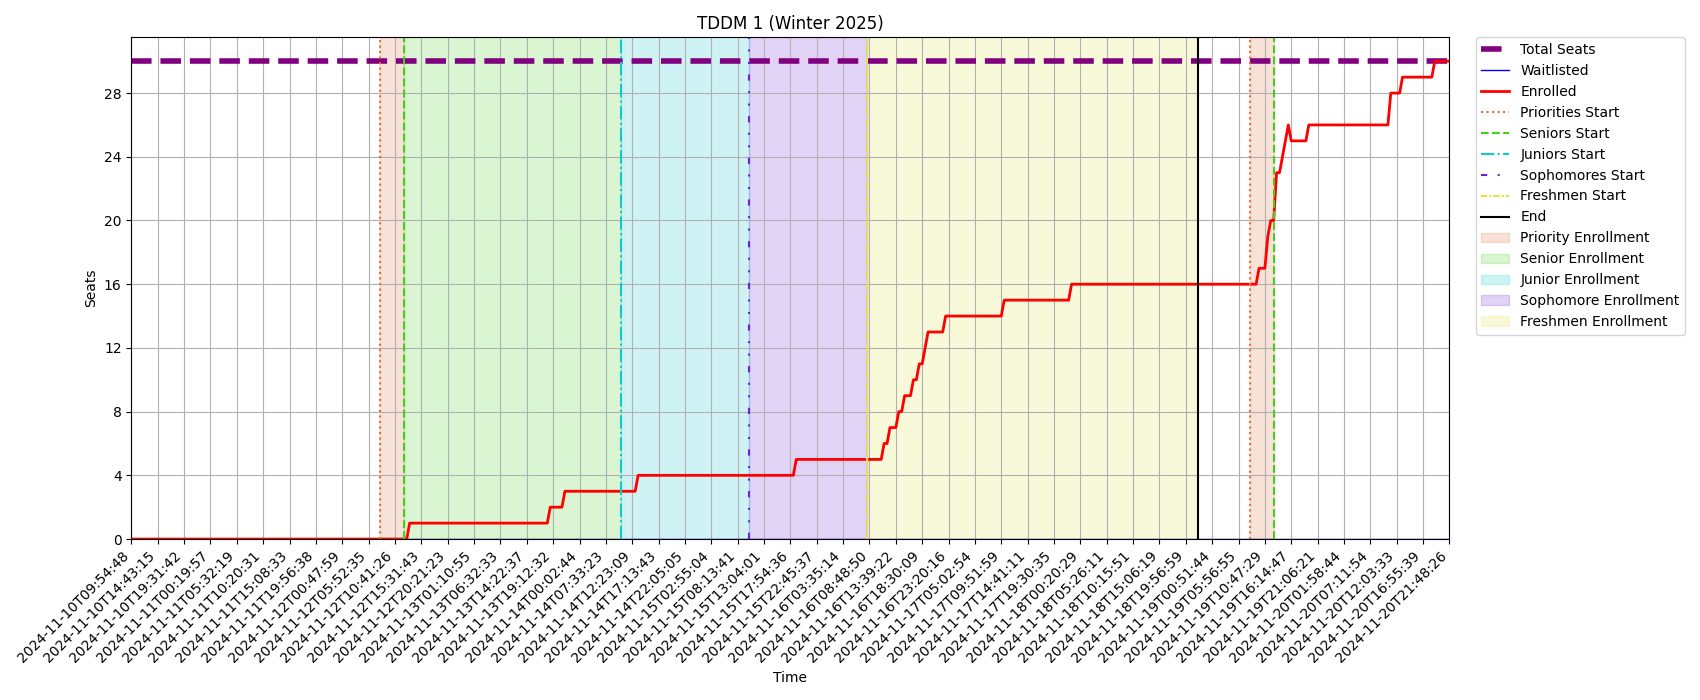 TDDM 1 (Winter 2025)
Seats
28
24
20
16
12
8
4
0
2024-11-10T09:54:48
2024-11-10T14:43:15
2024-11-10T19:31:42
2024-11-11T00:19:57
2024-11-11T05:32:19
2024-11-11T10:20:31
2024-11-11T15:08:33
2024-11-11T19:56:38
2024-11-12T00:47:59
2024-11-12T05:52:35
2024-11-12T10:41:26
2024-11-12T15:31:43
2024-11-12T20:21:23
2024-11-13T01:10:55
2024-11-13T06:32:33
2024-11-13T14:22:37
2024-11-13T19:12:32
2024-11-14T00:02:44
2024-11-14T07:33:23
2024-11-14T12:23:09
2024-11-14T17:13:43
2024-11-14T22:05:05
2024-11-15T02:55:04
2024-11-15T08:13:41
2024-11-15T13:04:01
2024-11-15T17:54:36
2024-11-15T22:45:37
2024-11-16T03:35:14
2024-11-16T08:48:50
2024-11-16T13:39:22
2024-11-16T18:30:09
2024-11-16T23:20:16
2024-11-17T05:02:54
2024-11-17T09:51:59
2024-11-17T14:41:11
2024-11-17T19:30:35
2024-11-18T00:20:29
2024-11-18T05:26:11
2024-11-18T10:15:51
2024-11-18T15:06:19
2024-11-18T19:56:59
2024-11-19T00:51:44
2024-11-19T05:56:55
2024-11-19T10:47:29
2024-11-19T16:14:47
2024-11-19T21:06:21
2024-11-20T01:58:44
2024-11-20T07:11:54
2024-11-20T12:03:33
2024-11-20T16:55:39
2024-11-20T21:48:26
Time
Total Seats
Waitlisted
Enrolled
Priorities Start
Seniors Start
Juniors Start
Sophomores Start
Freshmen Start
End
Priority Enrollment
Senior Enrollment
Junior Enrollment
Sophomore Enrollment
Freshmen Enrollment